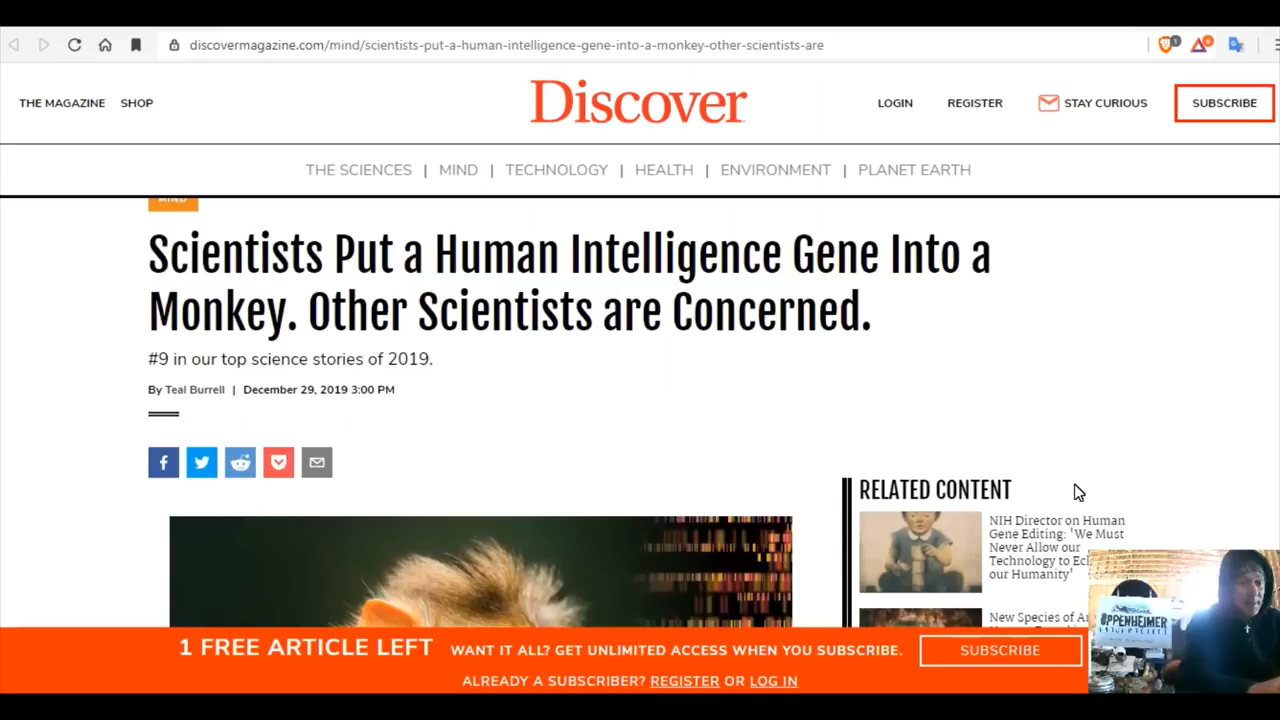 discovermagazine.com/mind/scientists-put-a-human-intelligence-gene-into-a-monkey-other-scientists-are
1
6
THE MAGAZINE SHOP
Discover
LOGIN REGISTER STAY CURIOUS SUBSCRIBE
THE SCIENCES | MIND | TECHNOLOGY | HEALTH | ENVIRONMENT | PLANET EARTH
MIND
Scientists Put a Human Intelligence Gene Into a
Monkey. Other Scientists are Concerned.
#9 in our top science stories of 2019.
By Teal Burrell | December 29, 2019 3:00 PM
RELATED CONTENT
NIH Director on Human
Gene Editing: 'We Must
Never Allow our
Technology to Ecl
our Humanity'
New Species of
1 FREE ARTICLE LEFT WANT IT ALL? GET UNLIMITED ACCESS WHEN YOU SUBSCRIBE. SUBSCRIBE
ALREADY A SUBSCRIBER? REGISTER OR LOG IN
OPPENHEIMER